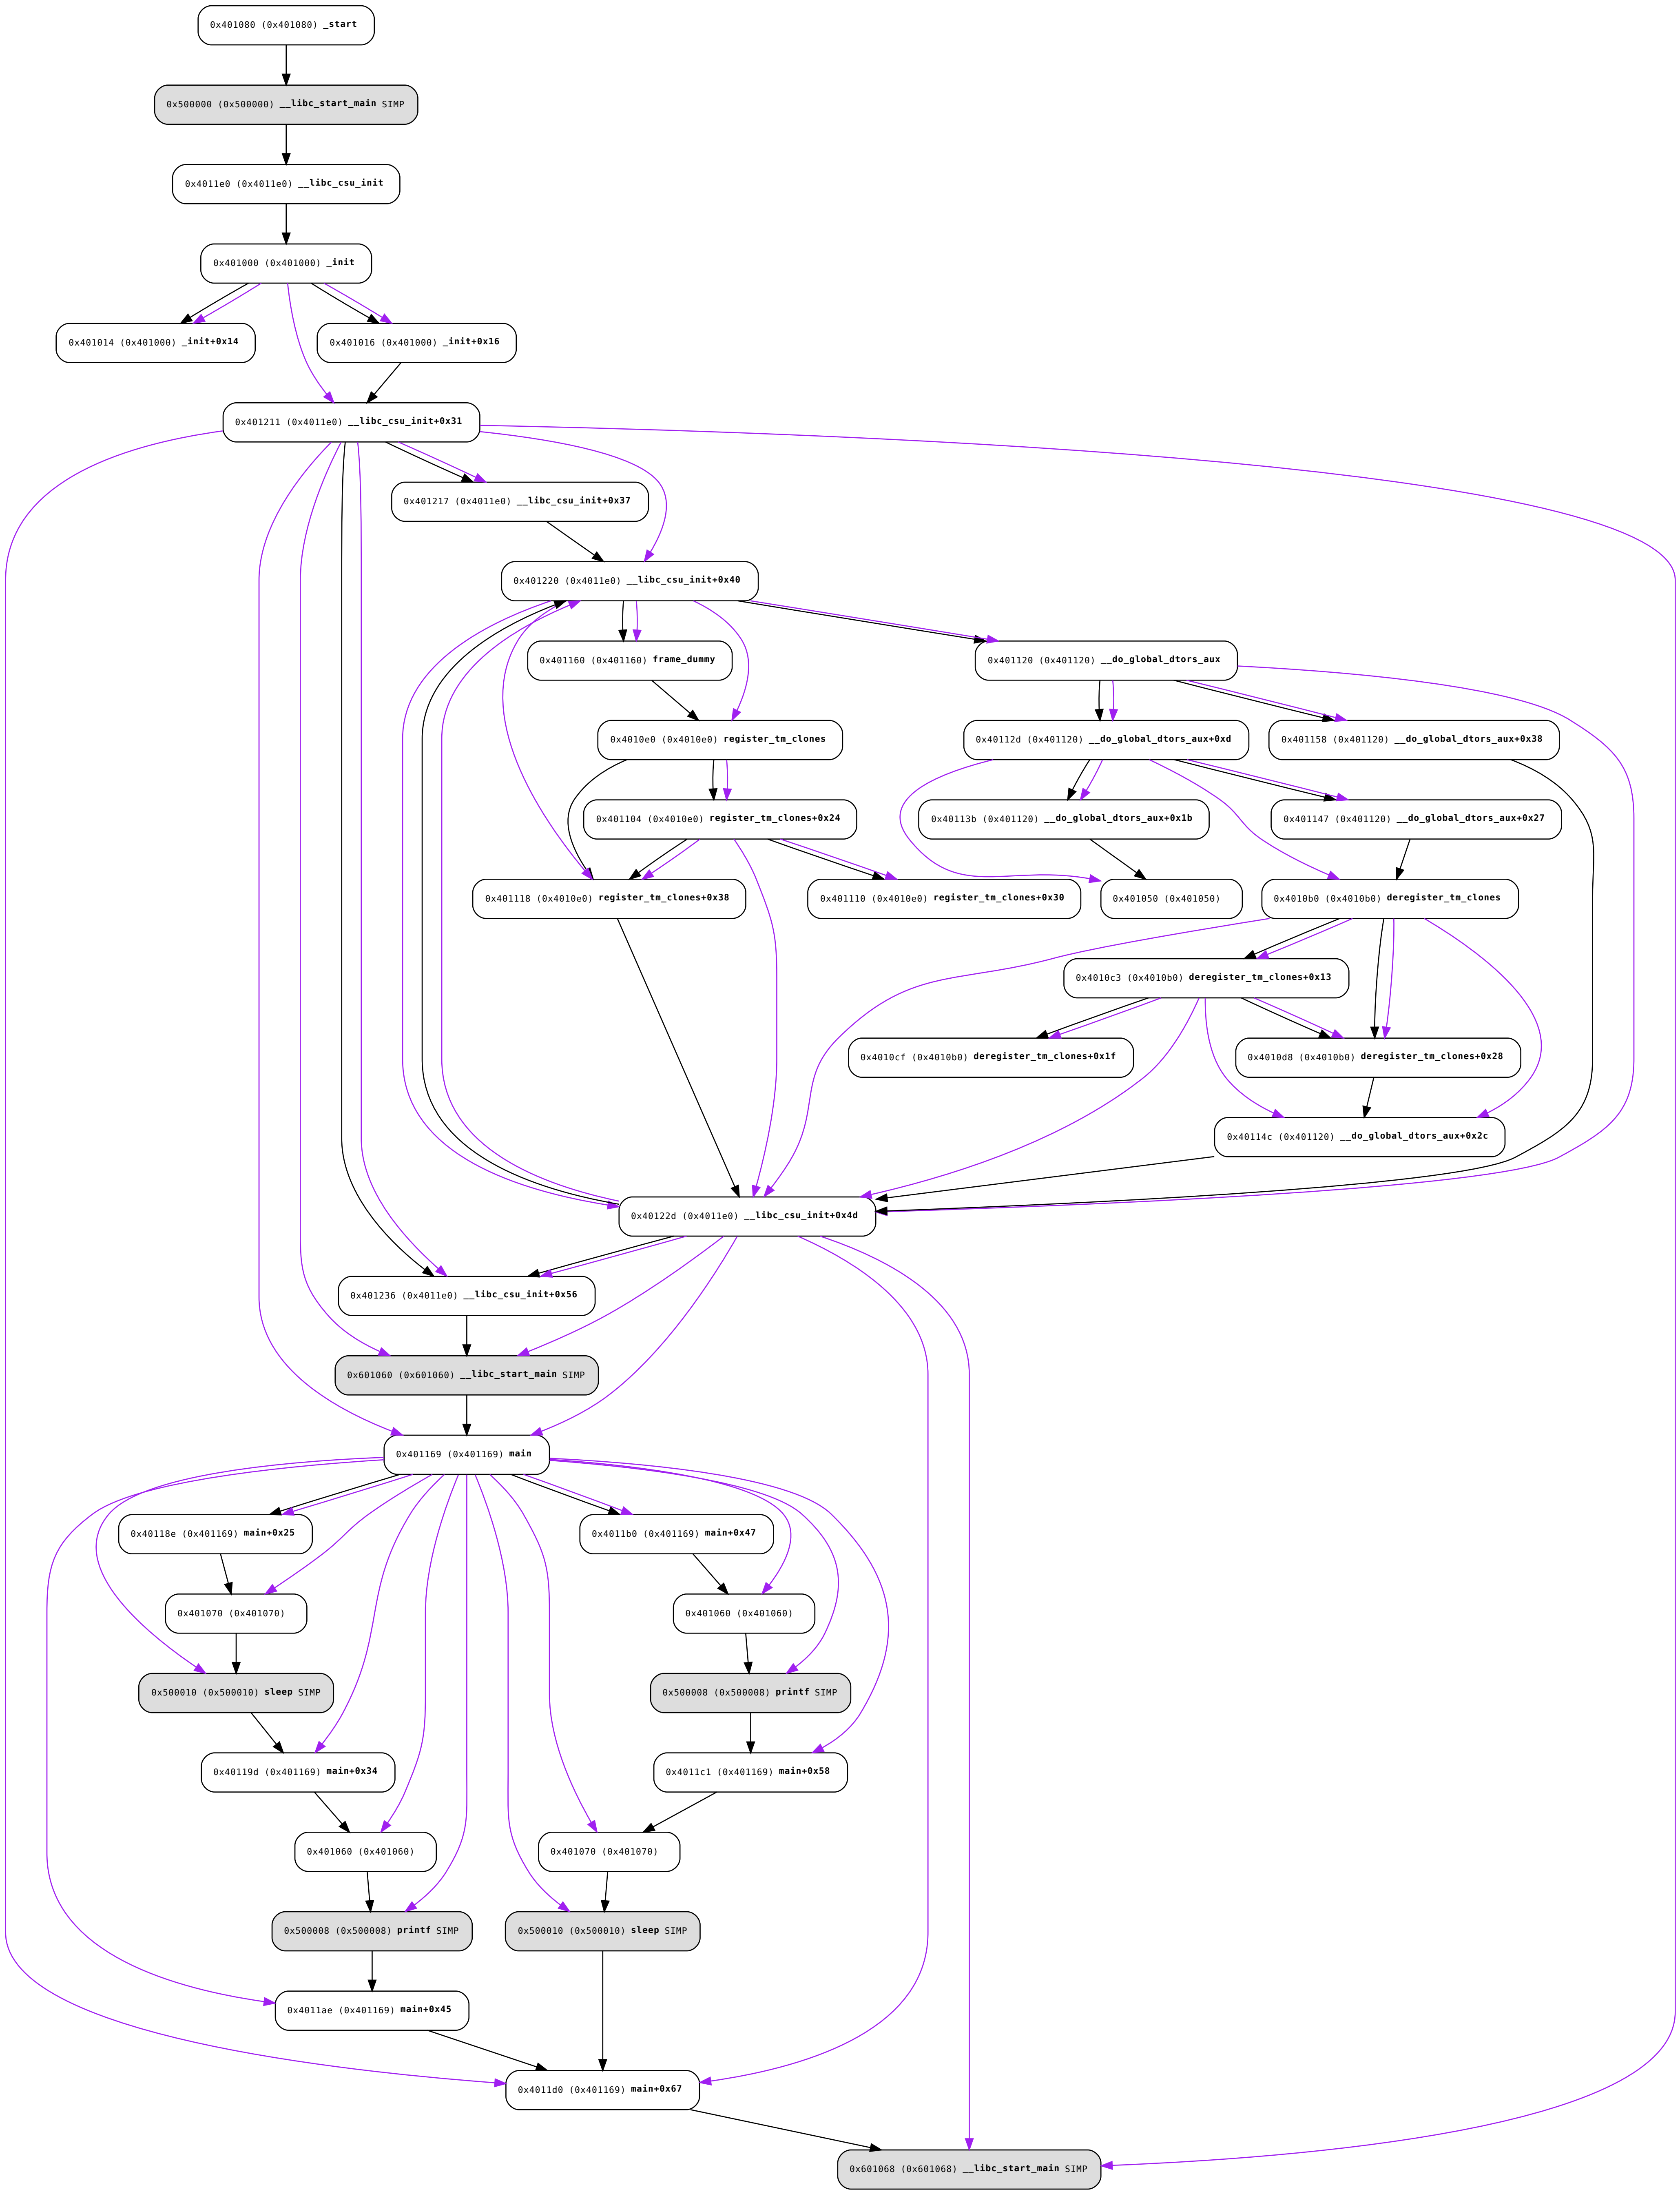 0x401080 (0x401080) _start
0x500000 (0x500000) __libc_start_main SIMP
0x4011e0 (0x4011e0) __libc_csu_init
0x401000 (0x401000) _init
0x401014 (0x401000) _init+0x14
0x401016 (0x401000) _init+0x16
0x401211 (0x4011e0) __libc_csu_init+0x31
0x401217 (0x4011e0) __libc_csu_init+0x37
0x401220 (0x4011e0) __libc_csu_init+0x40
0x401160 (0x401160) frame_dummy
0x401120 (0x401120) __do_global_dtors_aux
0x4010e0 (0x4010e0) register_tm_clones
0x40112d (0x401120) __do_global_dtors_aux+0xd
0x401158 (0x401120) __do_global_dtors_aux+0x38
0x401104 (0x4010e0) register_tm_clones+0x24
0x40113b (0x401120) __do_global_dtors_aux+0x1b
0x401147 (0x401120) __do_global_dtors_aux+0x27
0x401118 (0x4010e0) register_tm_clones+0x38
0x401110 (0x4010e0) register_tm_clones+0x30
0x401050 (0x401050)
0x4010b0 (0x4010b0) deregister_tm_clones
0x4010c3 (0x4010b0) deregister_tm_clones+0x13
0x4010cf (0x4010b0) deregister_tm_clones+0x1f
0x4010d8 (0x4010b0) deregister_tm_clones+0x28
0x40114c (0x401120) __do_global_dtors_aux+0x2c
0x40122d (0x4011e0) __libc_csu_init+0x4d
0x401236 (0x4011e0) __libc_csu_init+0x56
0x601060 (0x601060) __libc_start_main SIMP
0x401169 (0x401169) main
0x40118e (0x401169) main+0x25
0x4011b0 (0x401169) main+0x47
0x401070 (0x401070)
0x401060 (0x401060)
0x500010 (0x500010) sleep SIMP
0x500008 (0x500008) printf SIMP
0x40119d (0x401169) main+0x34
0x4011c1 (0x401169) main+0x58
0x401060 (0x401060)
0x401070 (0x401070)
0x500008 (0x500008) printf SIMP
0x500010 (0x500010) sleep SIMP
0x4011ae (0x401169) main+0x45
0x4011d0 (0x401169) main+0x67
0x601068 (0x601068) __libc_start_main SIMP